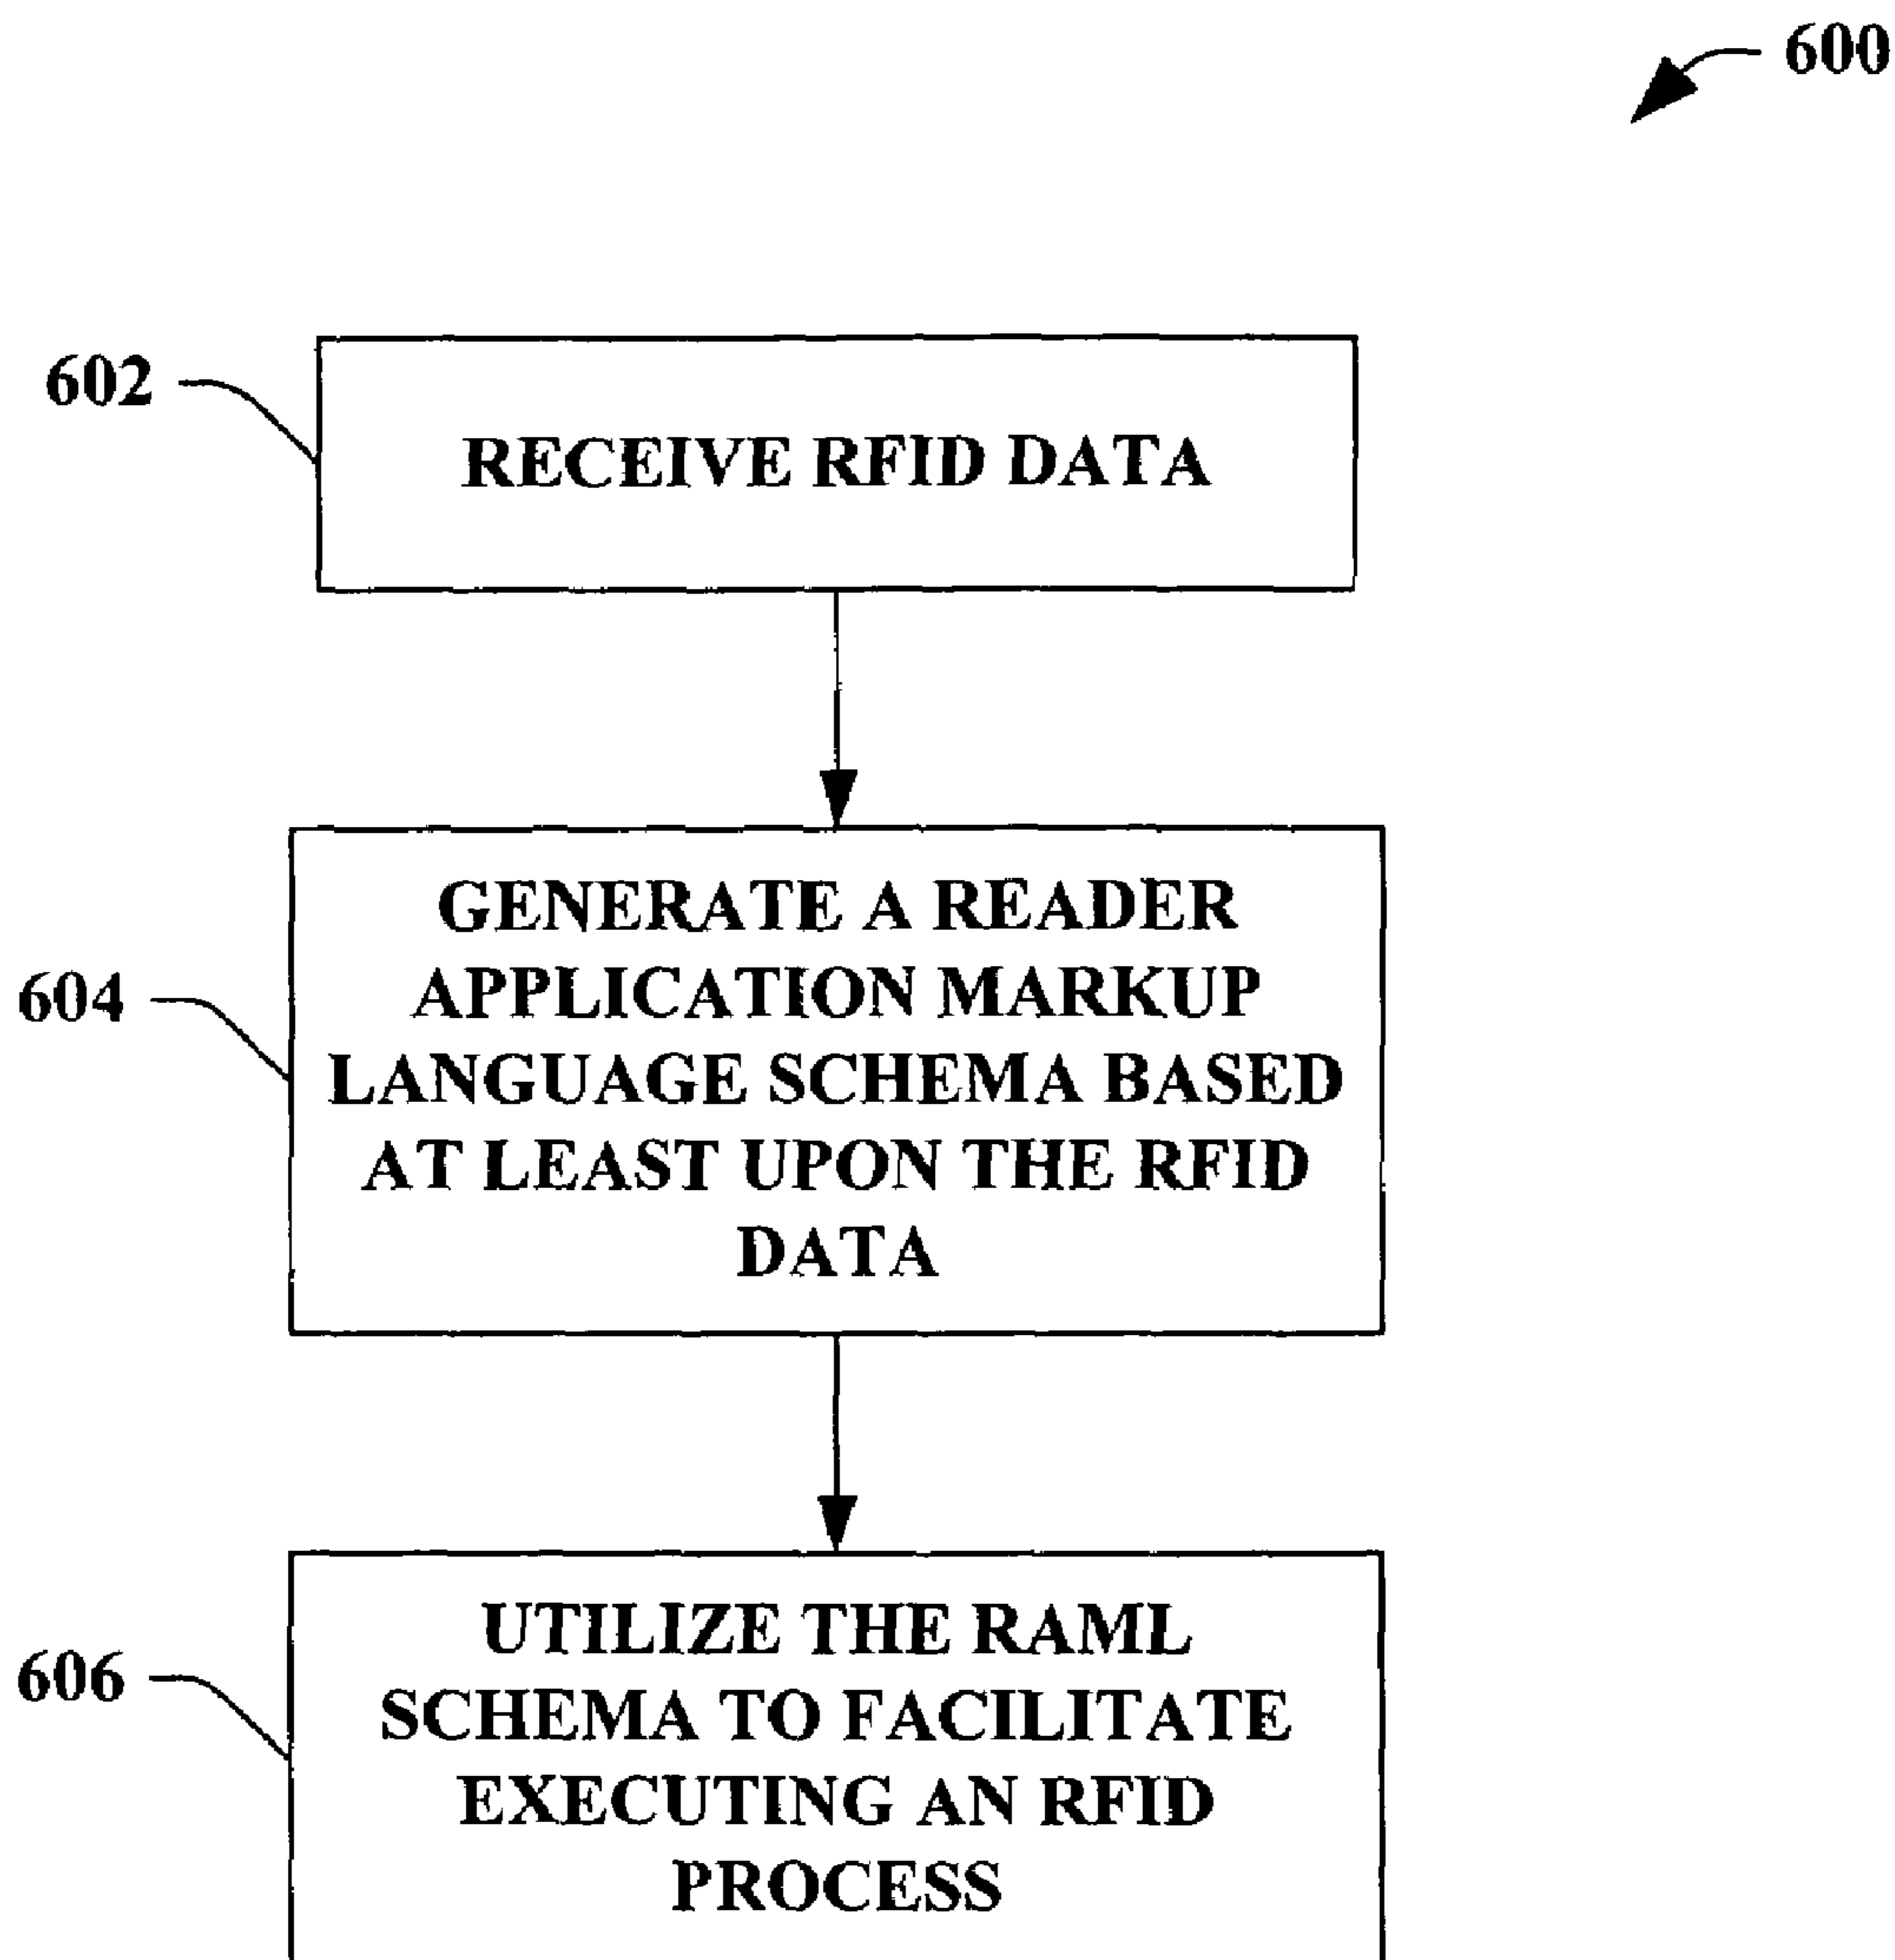 600
602
RECEIVE RFID DATA
GENERATE A READER
APPLICATION MARKUP
604
LANGUAGE SCHEMA BASED
AT LEAST UPON THE RFID
DATA
UTILIZE THE RAML
606
SCHEMA TO FACILITATE
EXECUTING AN RFID
PROCESS